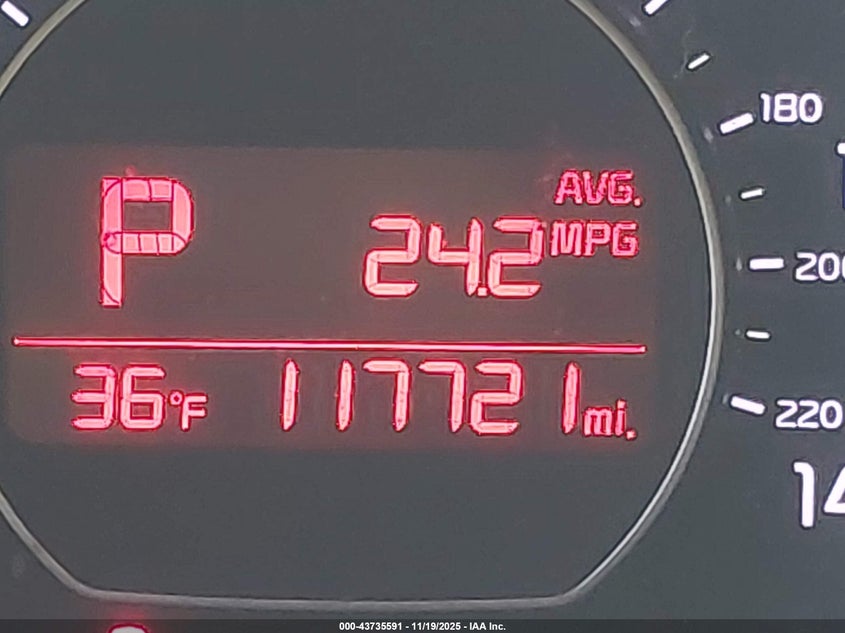 180
P
AVG.
24.2 MPG
200
36°F 117721 mi.
220
14
000-43735591 - 11/19/2025 - IAA Inc.